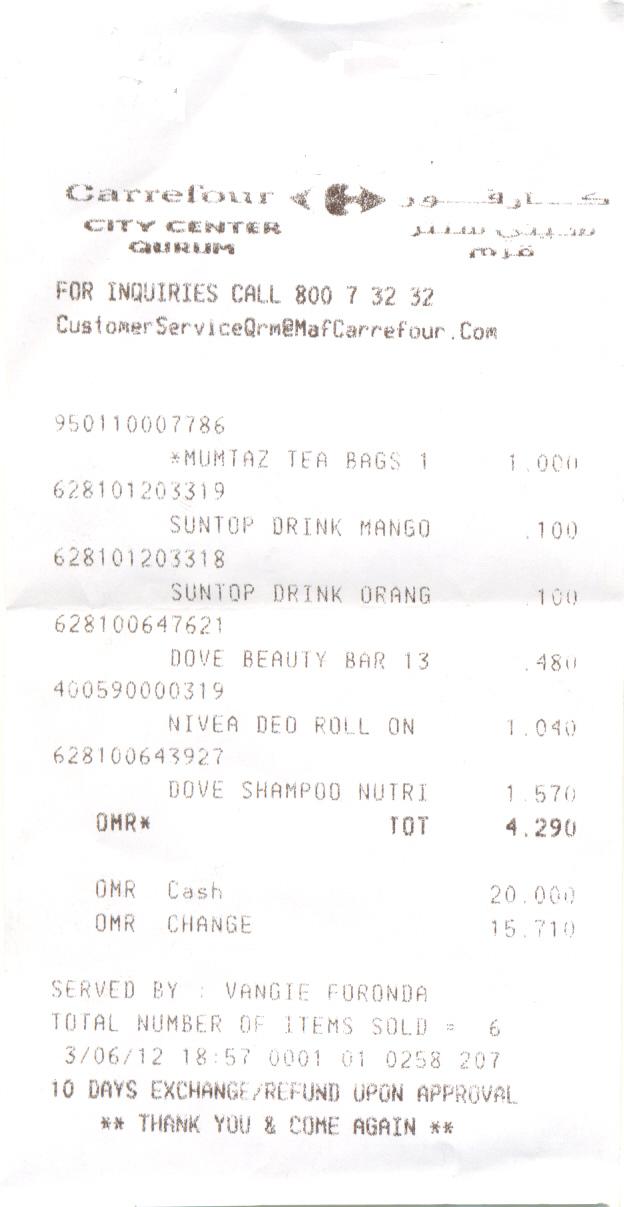 Carrefour كارفور
CITY CENTER سيتي سنتر
QURUM قرم
FOR INQUIRIES CALL 800 7 32 32
CustomerServiceQrm@MafCarrefour.Com
950110007786
*MUMTAZ TEA BAGS 1 1.000
628101203319
SUNTOP DRINK MANGO .100
628101203318
SUNTOP DRINK ORANG .100
628100647621
DOVE BEAUTY BAR 13 .480
400590000319
NIVEA DEO ROLL ON 1.040
628100643927
DOVE SHAMPOO NUTRI 1.570
OMR* TOT 4.290
OMR Cash 20.000
OMR CHANGE 15.710
SERVED BY : VANGIE FORONDA
TOTAL NUMBER OF ITEMS SOLD = 6
3/06/12 18:57 0001 01 0258 207
10 DAYS EXCHANGE/REFUND UPON APPROVAL
** THANK YOU & COME AGAIN **